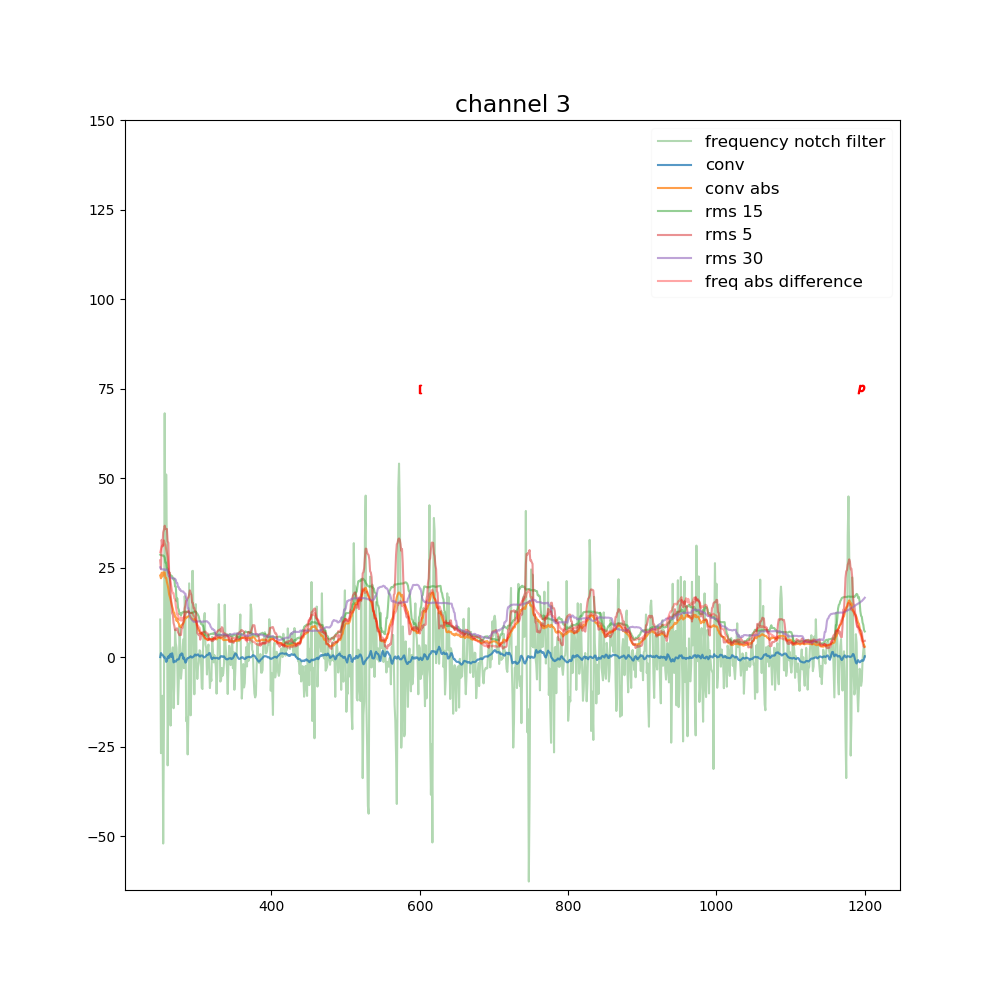 channel 3
150
125
100
75
50
25
0
−25
−50
400
600
800
1000
1200
frequency notch filter
conv
conv abs
rms 15
rms 5
rms 30
freq abs difference
[
p